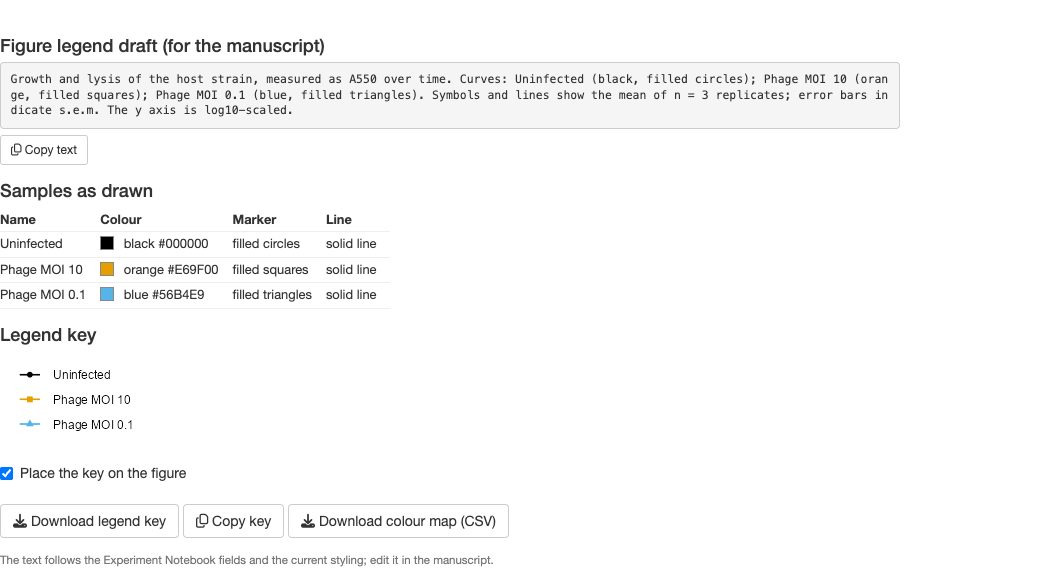 Figure legend draft (for the manuscript)
Growth and lysis of the host strain, measured as A550 over time. Curves: Uninfected (black, filled circles); Phage MOI 10 (oran
ge, filled squares); Phage MOI 0.1 (blue, filled triangles). Symbols and lines show the mean of n = 3 replicates; error bars in
dicate s.e.m. The y axis is log10-scaled.
Copy text
Samples as drawn
Name Colour Marker Line
Uninfected black #000000 filled circles solid line
Phage MOI 10 orange #E69F00 filled squares solid line
Phage MOI 0.1 blue #56B4E9 filled triangles solid line
Legend key
Uninfected
Phage MOI 10
Phage MOI 0.1
Place the key on the figure
Download legend key Copy key Download colour map (CSV)
The text follows the Experiment Notebook fields and the current styling; edit it in the manuscript.